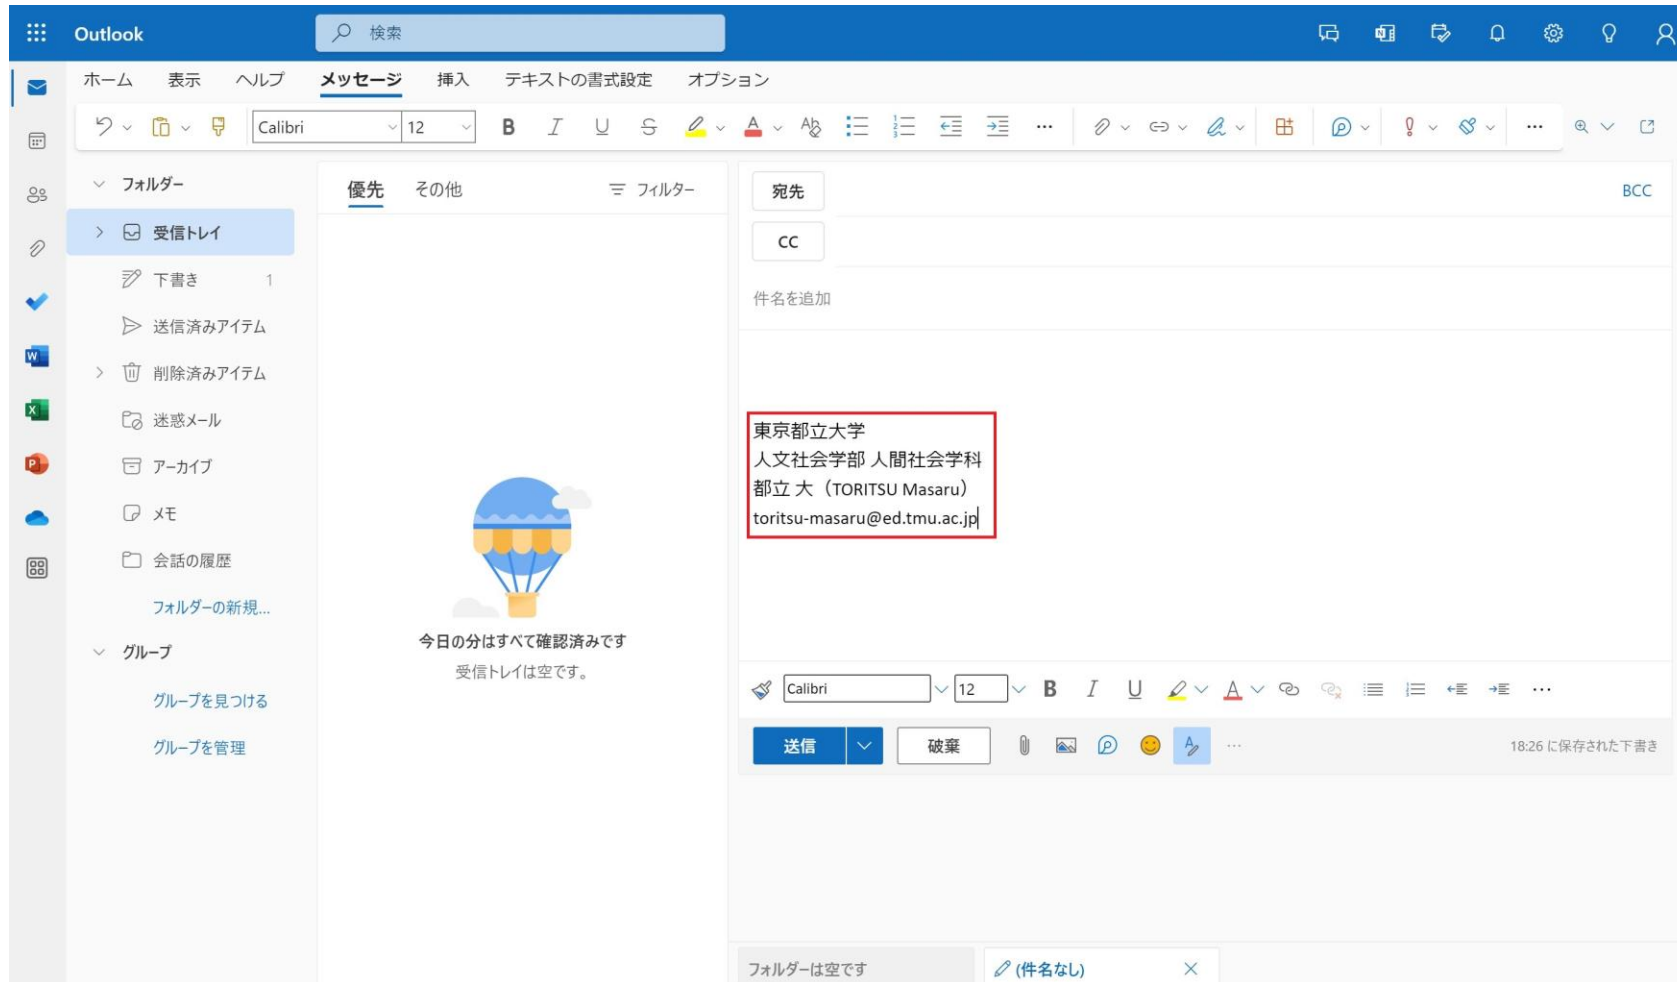 Outlook
検索
ホーム 表示 ヘルプ メッセージ 挿入 テキストの書式設定 オプション
Calibri 12
フォルダー
受信トレイ
下書き 1
送信済みアイテム
削除済みアイテム
迷惑メール
アーカイブ
メモ
会話の履歴
フォルダーの新規...
グループ
グループを見つける
グループを管理
優先 その他 フィルター
今日の分はすべて確認済みです
受信トレイは空です。
宛先 BCC
CC
件名を追加
東京都立大学
人文社会学部 人間社会学科
都立 大（TORITSU Masaru）
toritsu-masaru@ed.tmu.ac.jp
Calibri 12
送信 破棄 18:26 に保存された下書き
フォルダーは空です (件名なし)